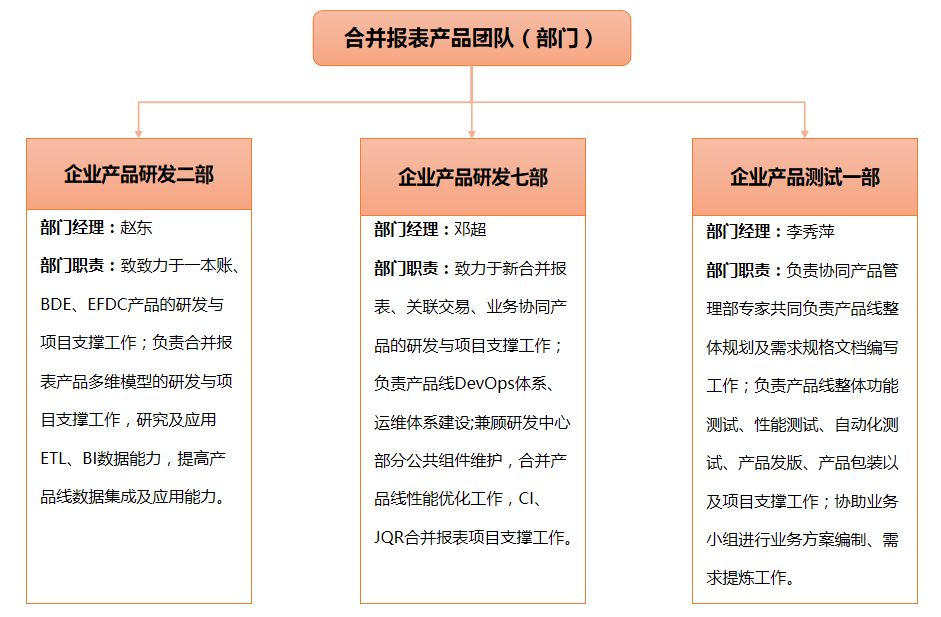 合并报表产品团队（部门）
企业产品研发二部
部门经理：赵东
部门职责：致致力于一本账、
BDE、EFDC产品的研发与
项目支撑工作；负责合并报
表产品多维模型的研发与项
目支撑工作，研究及应用
ETL、BI数据能力，提高产
品线数据集成及应用能力。
企业产品研发七部
部门经理：邓超
部门职责：致力于新合并报
表、关联交易、业务协同产
品的研发与项目支撑工作；
负责产品线DevOps体系、
运维体系建设;兼顾研发中心
部分公共组件维护，合并产
品线性能优化工作，CI、
JQR合并报表项目支撑工作。
企业产品测试一部
部门经理：李秀萍
部门职责：负责协同产品管
理部专家共同负责产品线整
体规划及需求规格文档编写
工作；负责产品线整体功能
测试、性能测试、自动化测
试、产品发版、产品包装以
及项目支撑工作；协助业务
小组进行业务方案编制、需
求提炼工作。